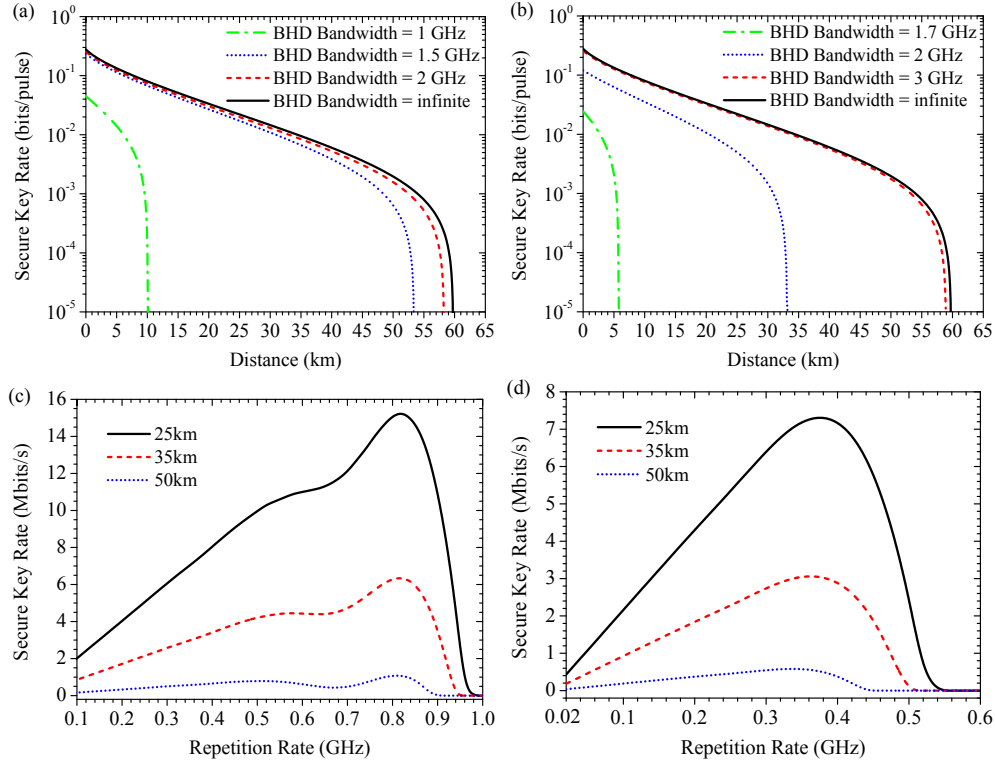 (a)
BHD Bandwidth = 1 GHz
BHD Bandwidth = 1.5 GHz
BHD Bandwidth = 2 GHz
BHD Bandwidth = infinite
Secure Key Rate (bits/pulse)
10^1
10^0
10^-1
10^-2
10^-3
10^-4
10^-5
0 5 10 15 20 25 30 35 40 45 50 55 60 65
Distance (km)
(b)
BHD Bandwidth = 1.7 GHz
BHD Bandwidth = 2 GHz
BHD Bandwidth = 3 GHz
BHD Bandwidth = infinite
Secure Key Rate (bits/pulse)
10^1
10^0
10^-1
10^-2
10^-3
10^-4
10^-5
0 5 10 15 20 25 30 35 40 45 50 55 60 65
Distance (km)
(c)
25km
35km
50km
Secure Key Rate (Mbits/s)
16
14
12
10
8
6
4
2
0
0.1 0.2 0.3 0.4 0.5 0.6 0.7 0.8 0.9 1.0
Repetition Rate (GHz)
(d)
25km
35km
50km
Secure Key Rate (Mbits/s)
8
7
6
5
4
3
2
1
0
0.02 0.1 0.2 0.3 0.4 0.5 0.6
Repetition Rate (GHz)